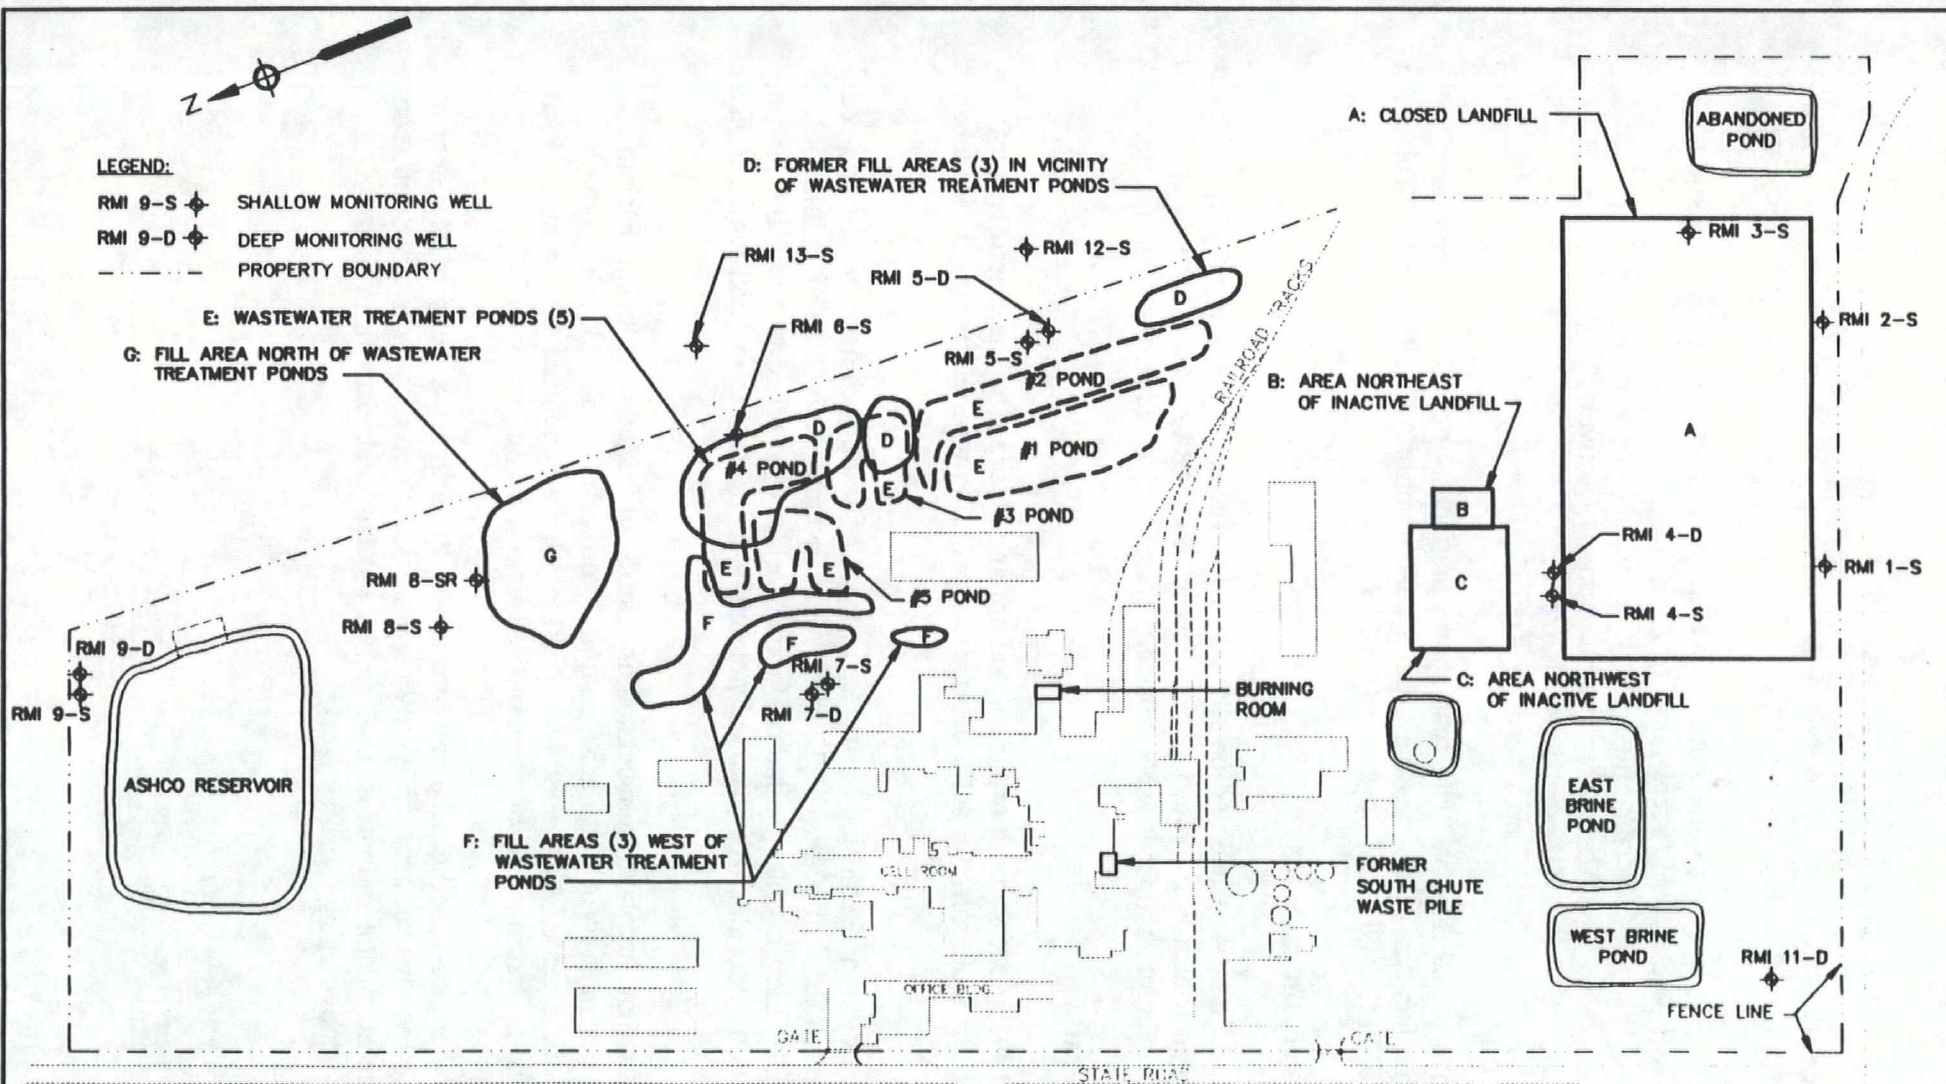 Z
LEGEND:
RMI 9-S SHALLOW MONITORING WELL
RMI 9-D DEEP MONITORING WELL
PROPERTY BOUNDARY
A: CLOSED LANDFILL
ABANDONED
POND
D: FORMER FILL AREAS (3) IN VICINITY
OF WASTEWATER TREATMENT PONDS
RMI 3-S
RMI 12-S
RMI 13-S
RMI 5-D
D
RAILROAD TRACKS
E: WASTEWATER TREATMENT PONDS (5)
RMI 6-S
RMI 2-S
G: FILL AREA NORTH OF WASTEWATER
TREATMENT PONDS
RMI 5-S
#2 POND
B: AREA NORTHEAST
OF INACTIVE LANDFILL
E
D
D
A
#4 POND
E
#1 POND
E
#3 POND
B
RMI 4-D
G
E
E
#5 POND
C
RMI 1-S
RMI 8-SR
RMI 4-S
RMI 8-S
F
F
F
RMI 9-D
RMI 7-S
C: AREA NORTHWEST
OF INACTIVE LANDFILL
RMI 9-S
RMI 7-D
BURNING
ROOM
ASHCO RESERVOIR
EAST
BRINE
POND
F: FILL AREAS (3) WEST OF
WASTEWATER TREATMENT
PONDS
CELL ROOM
FORMER
SOUTH CHUTE
WASTE PILE
WEST BRINE
POND
RMI 11-D
OFFICE BLDG.
FENCE LINE
GATE
GATE
STATE ROAD